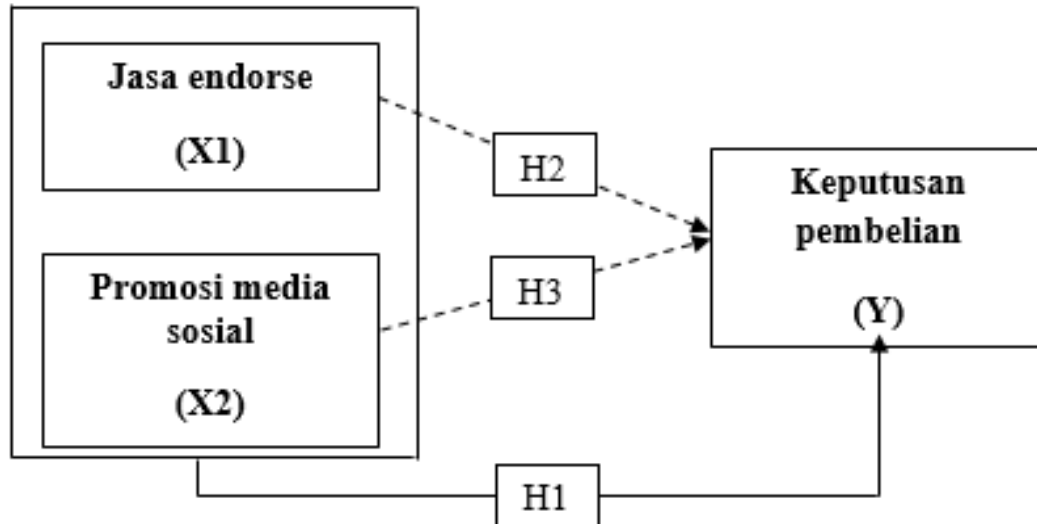 Jasa endorse
(X1)
H2
Keputusan
pembelian
(Y)
Promosi media
sosial
(X2)
H3
H1